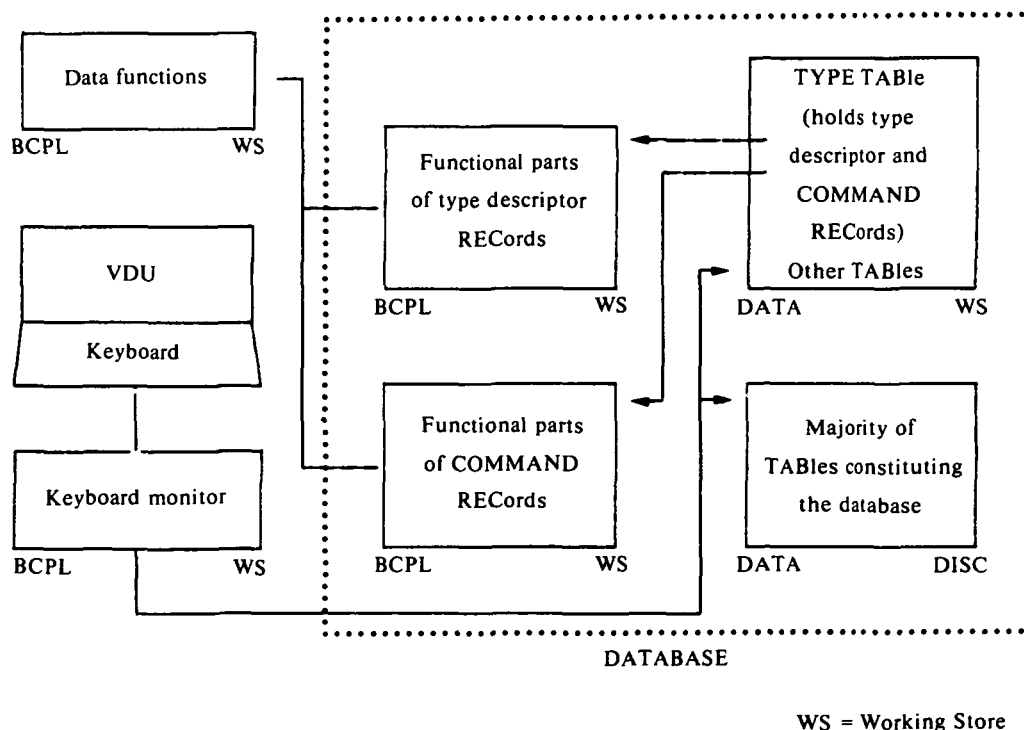 Data functions
BCPL WS
VDU
Keyboard
Keyboard monitor
BCPL WS
Functional parts
of type descriptor
RECords
BCPL WS
Functional parts
of COMMAND
RECords
BCPL WS
TYPE TABle
(holds type
descriptor and
COMMAND
RECords)
Other TABles
DATA WS
Majority of
TABles constituting
the database
DATA DISC
DATABASE
WS = Working Store